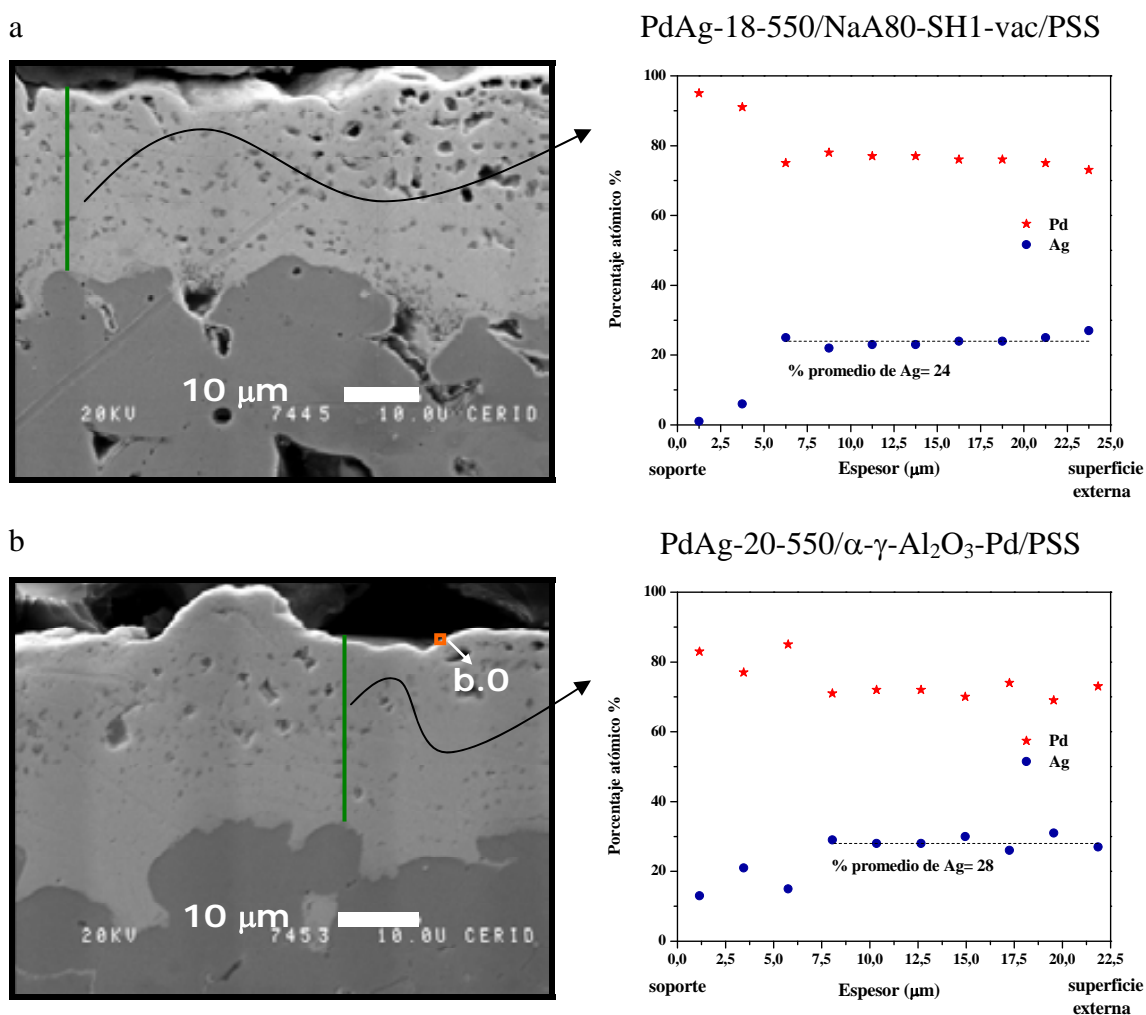 a
PdAg-18-550/NaA80-SH1-vac/PSS
10 μm
20KV 7445 10.0U CERID
100
80
60
40
20
0
Porcentaje atómico %
Pd
Ag
% promedio de Ag= 24
0,0 2,5 5,0 7,5 10,0 12,5 15,0 17,5 20,0 22,5 25,0
soporte Espesor (μm) superficie
externa
b
PdAg-20-550/α-γ-Al₂O₃-Pd/PSS
b.0
10 μm
20KV 7453 10.0U CERID
100
80
60
40
20
0
Porcentaje atómico %
Pd
Ag
% promedio de Ag= 28
0,0 2,5 5,0 7,5 10,0 12,5 15,0 17,5 20,0 22,5
soporte Espesor (μm) superficie
externa